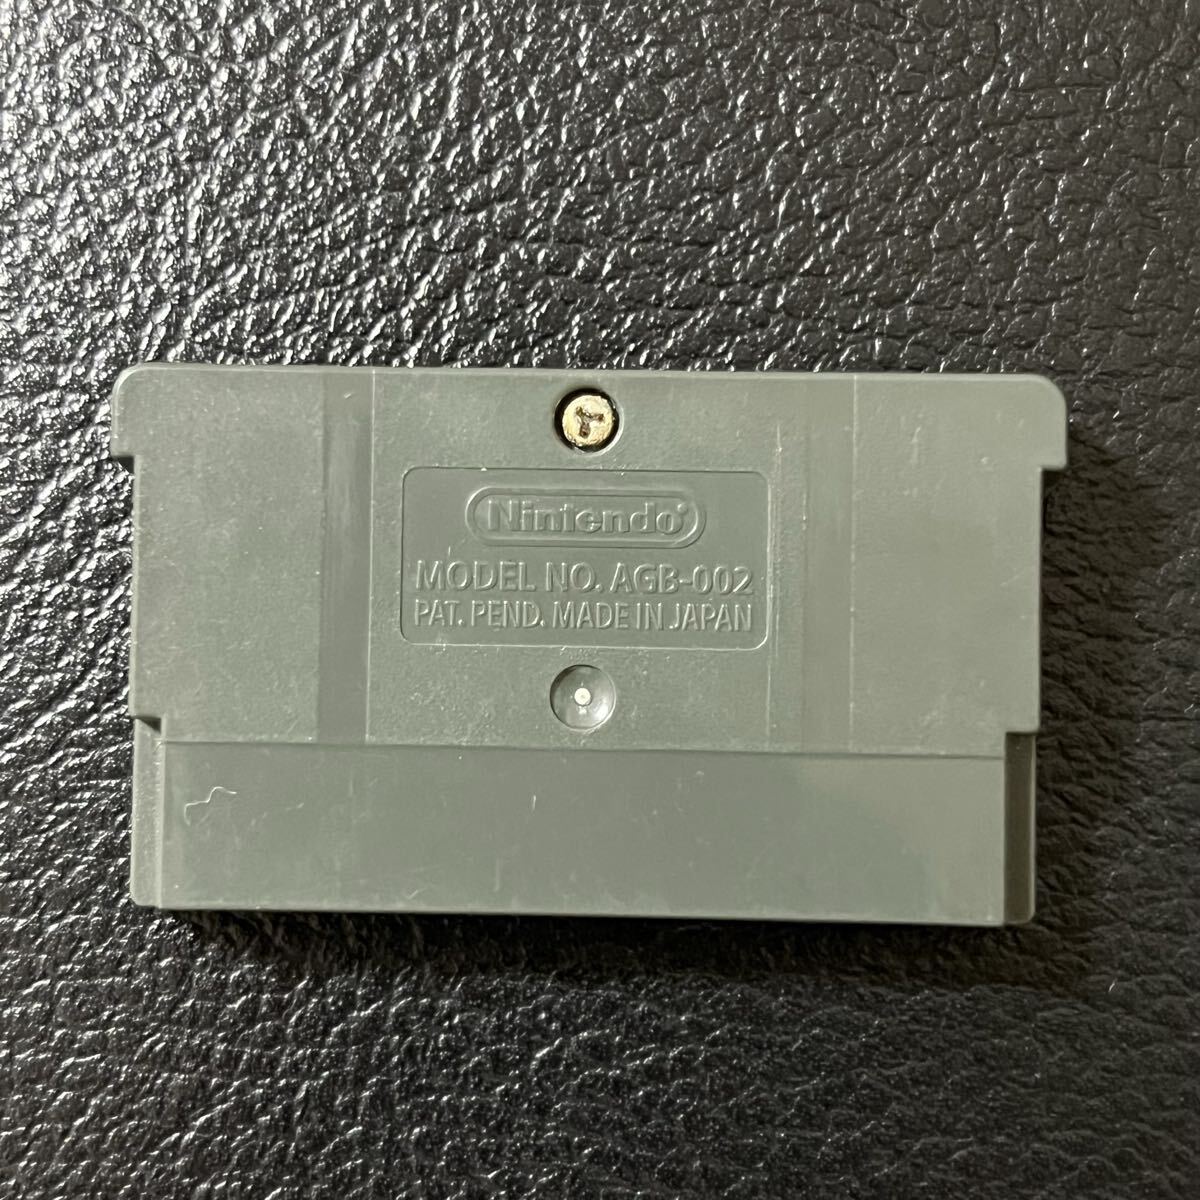 Nintendo®
MODEL NO. AGB-002
PAT. PEND. MADE IN JAPAN